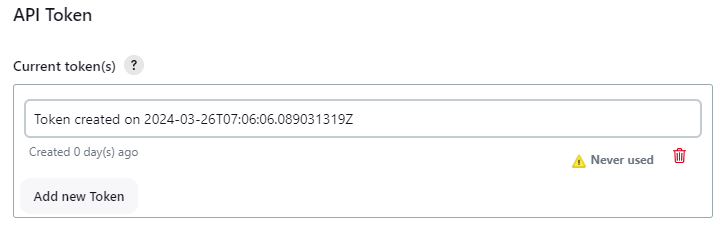 API Token
Current token(s) ?
Token created on 2024-03-26T07:06:06.089031319Z
Created 0 day(s) ago
Never used
Add new Token